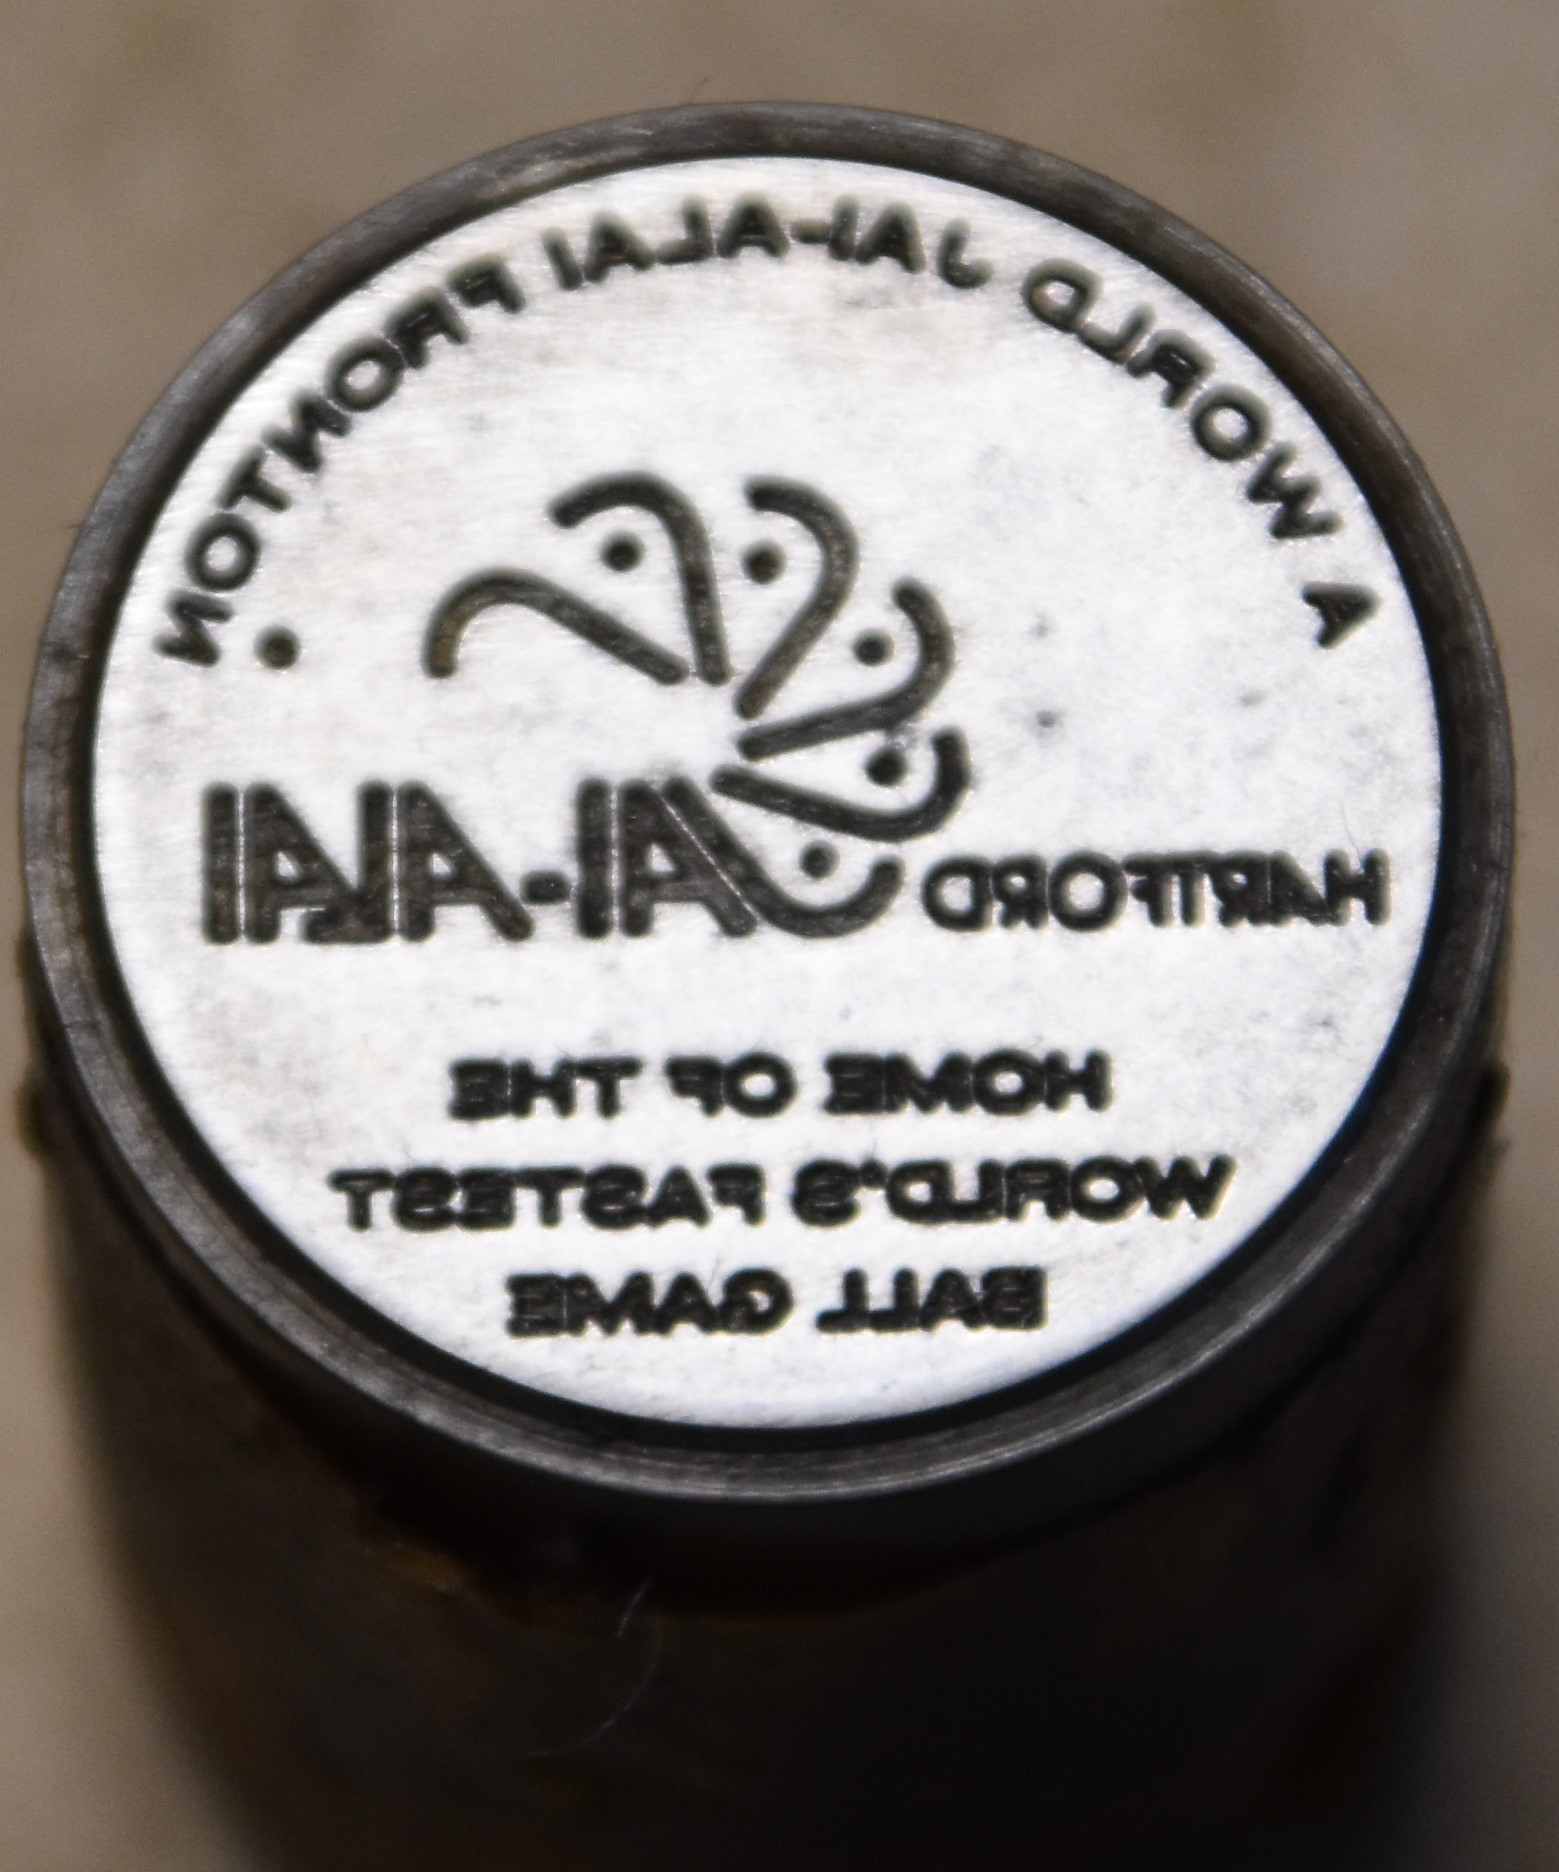 A WORLD JAI-ALAI FRONTON
HARTFORD JAI-ALAI
HOME OF THE
WORLD'S FASTEST
BALL GAME